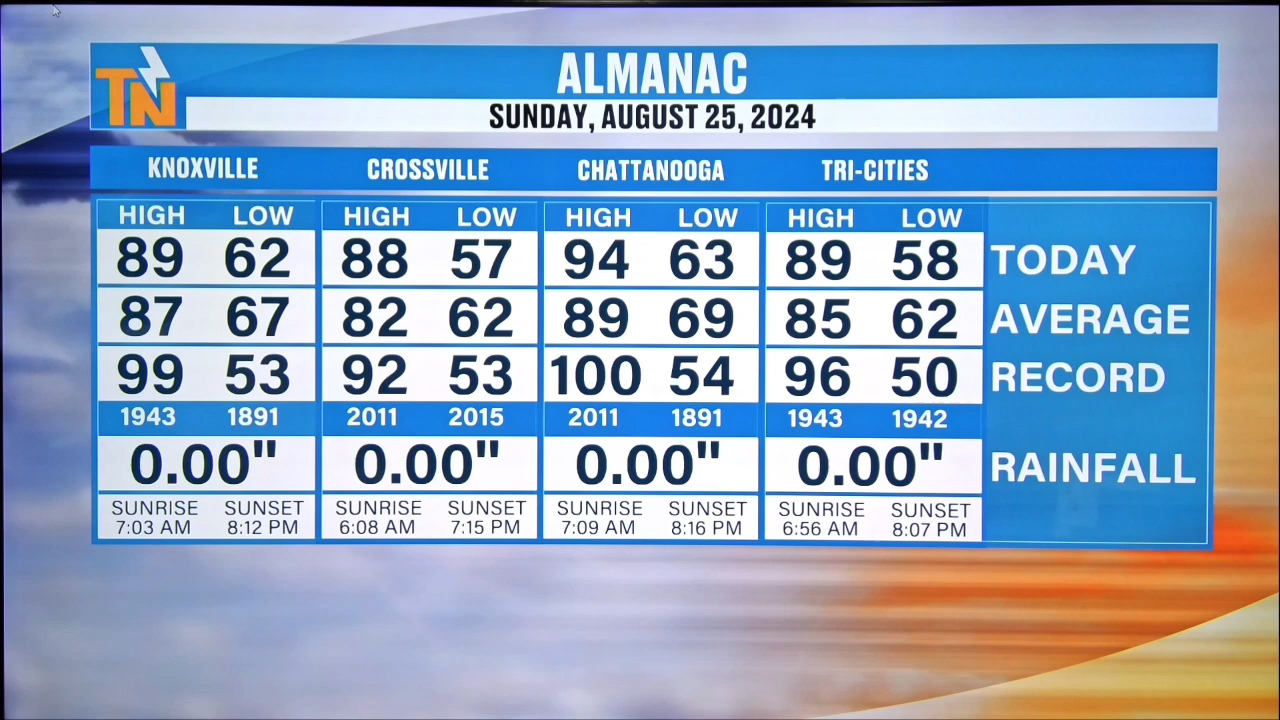 TN
ALMANAC
SUNDAY, AUGUST 25, 2024
KNOXVILLE CROSSVILLE CHATTANOOGA TRI-CITIES
HIGH LOW HIGH LOW HIGH LOW HIGH LOW
89 62 88 57 94 63 89 58 TODAY
87 67 82 62 89 69 85 62 AVERAGE
99 53 92 53 100 54 96 50 RECORD
1943 1891 2011 2015 2011 1891 1943 1942
0.00" 0.00" 0.00" 0.00" RAINFALL
SUNRISE SUNSET SUNRISE SUNSET SUNRISE SUNSET SUNRISE SUNSET
7:03 AM 8:12 PM 6:08 AM 7:15 PM 7:09 AM 8:16 PM 6:56 AM 8:07 PM